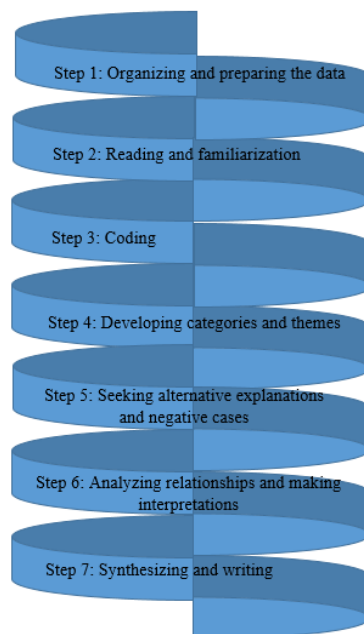 Step 1: Organizing and preparing the data
Step 2: Reading and familiarization
Step 3: Coding
Step 4: Developing categories and themes
Step 5: Seeking alternative explanations
and negative cases
Step 6: Analyzing relationships and making
interpretations
Step 7: Synthesizing and writing